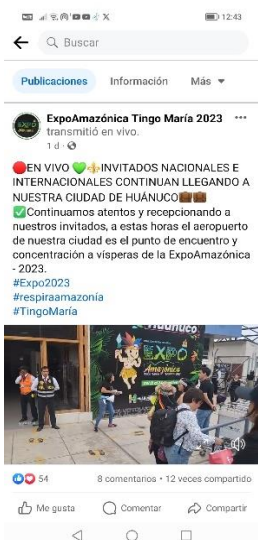 12:43
Buscar
Publicaciones Información Más
ExpoAmazónica Tingo María 2023
transmitió en vivo.
1 d ·
🔴EN VIVO 💚⚜️INVITADOS NACIONALES E
INTERNACIONALES CONTINUAN LLEGANDO A
NUESTRA CIUDAD DE HUÁNUCO💼💼
✅Continuamos atentos y recepcionando a
nuestros invitados, a estas horas el aeropuerto
de nuestra ciudad es el punto de encuentro y
concentración a vísperas de la ExpoAmazónica
- 2023.
#Expo2023
#respiraamazonía
#TingoMaría
Huánuco
EXPO
Amazónica
54 8 comentarios • 12 veces compartido
Me gusta Comentar Compartir